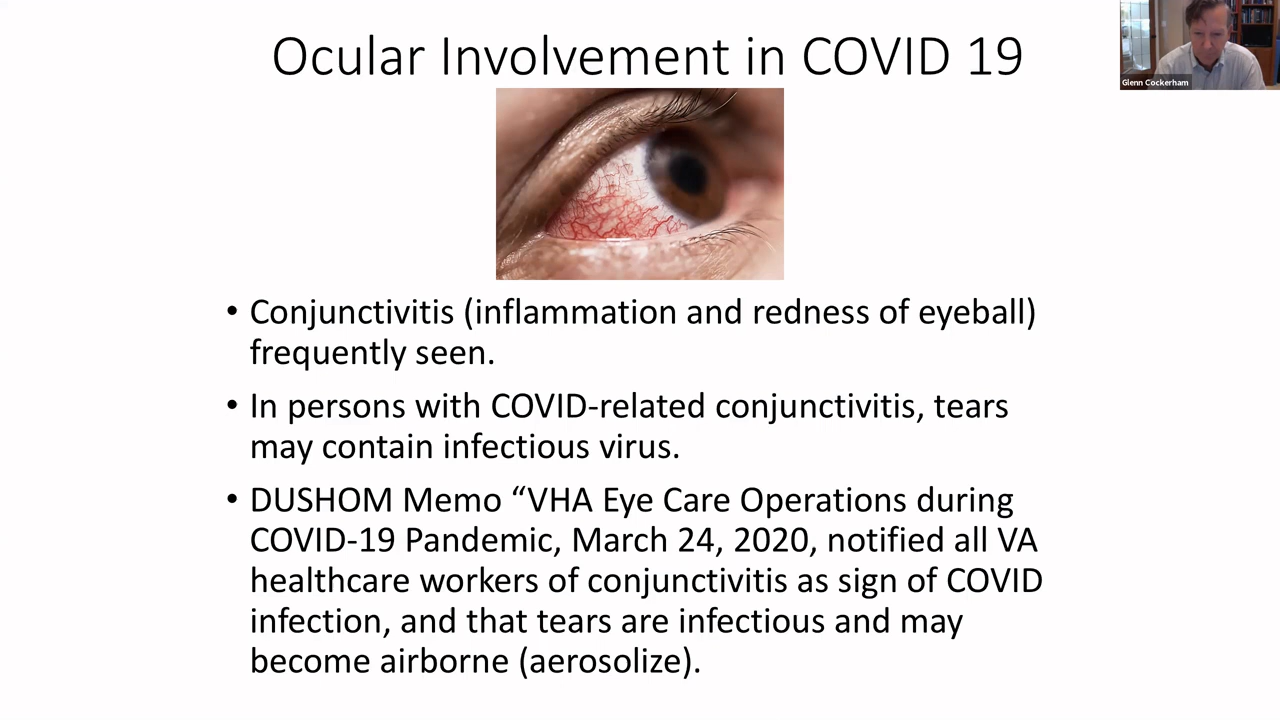 Ocular Involvement in COVID 19
Glenn Cockerham
• Conjunctivitis (inflammation and redness of eyeball)
frequently seen.
• In persons with COVID-related conjunctivitis, tears
may contain infectious virus.
• DUSHOM Memo “VHA Eye Care Operations during
COVID-19 Pandemic, March 24, 2020, notified all VA
healthcare workers of conjunctivitis as sign of COVID
infection, and that tears are infectious and may
become airborne (aerosolize).